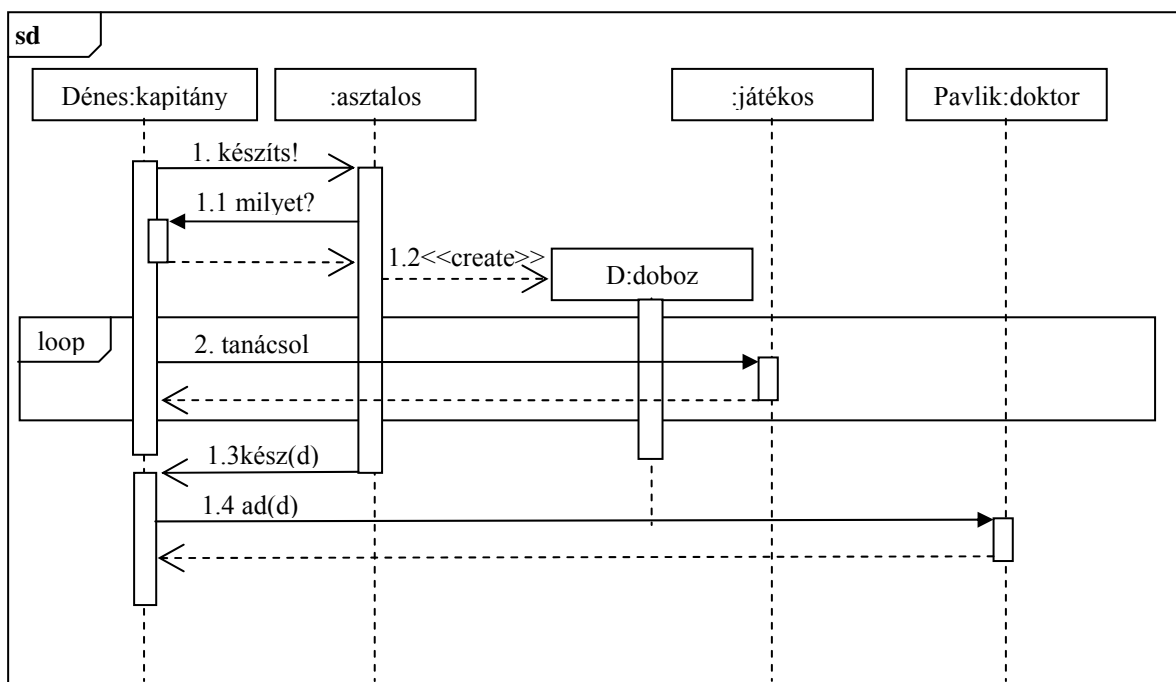 sd
Dénes:kapitány
:asztalos
:játékos
Pavlik:doktor
1. készíts!
1.1 milyet?
1.2<<create>>
D:doboz
loop
2. tanácsol
1.3kész(d)
1.4 ad(d)